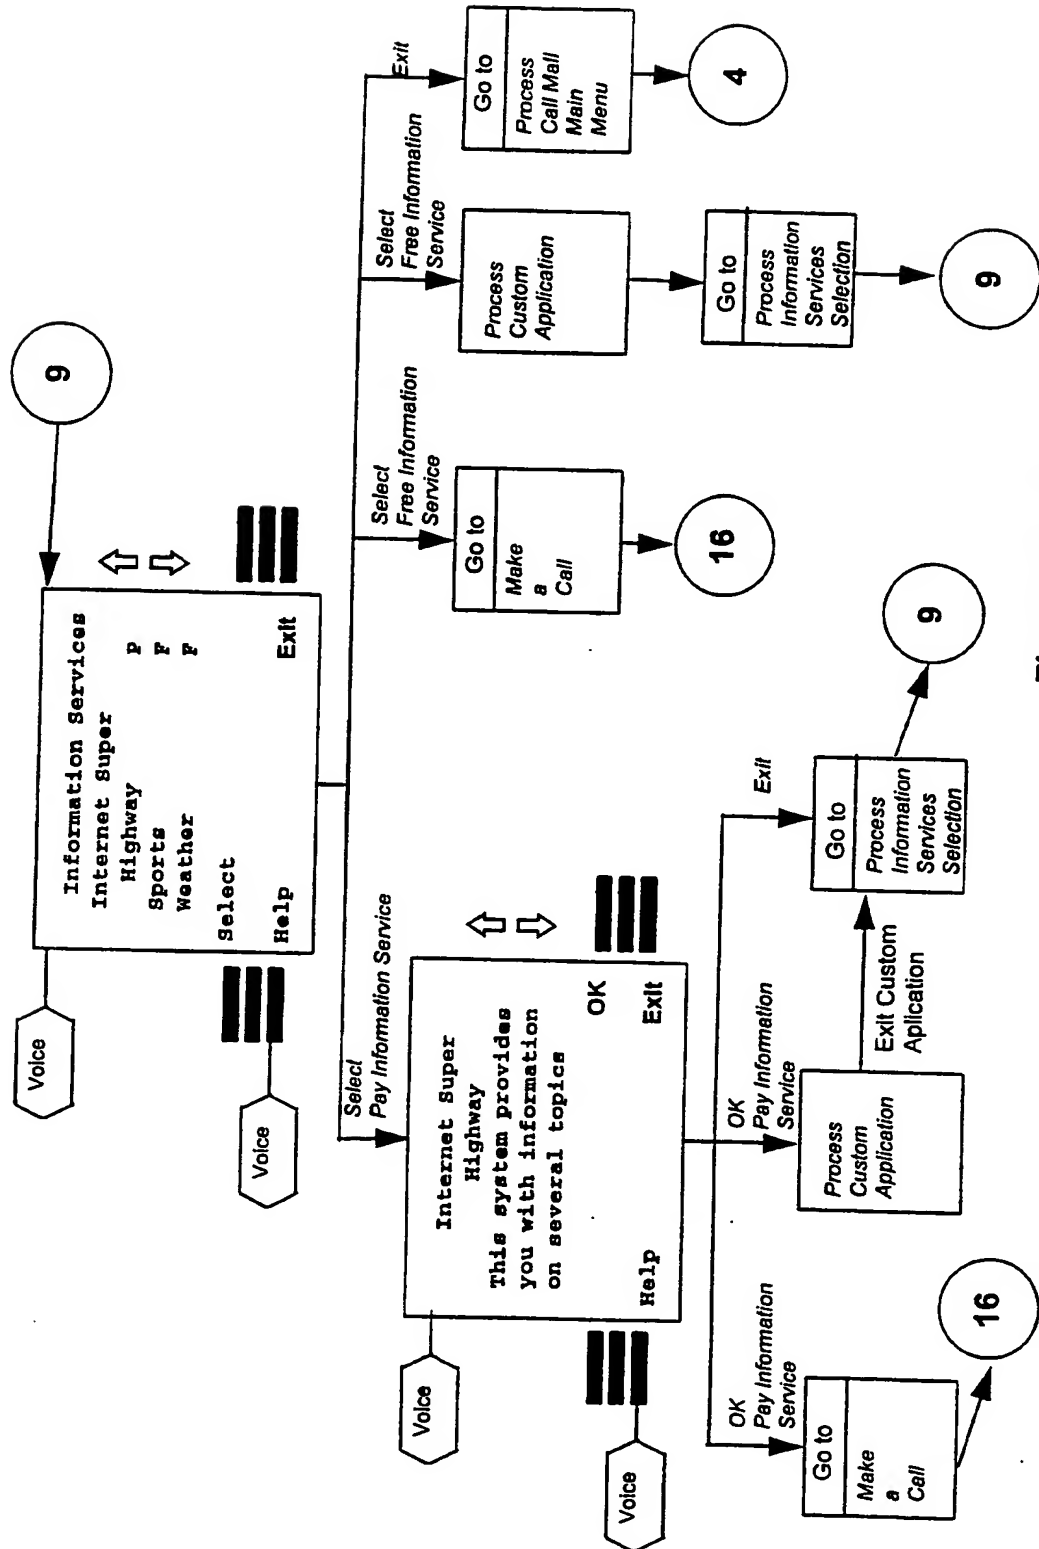 9
Voice
Information Services
Internet Super
Highway P
Sports F
Weather F
Select
Help Exit
Voice
Select
Pay Information Service
Select
Free Information
Service
Select
Free Information
Service
Exit
Voice
Internet Super
Highway
This system provides
you with information
on several topics
OK
Help Exit
Voice
Go to
Make
a
Call
16
Process
Custom
Application
Go to
Process
Information
Services
Selection
9
Go to
Process
Call Mall
Main
Menu
4
OK
Pay Information
Service
OK
Pay Information
Service
Exit
Go to
Make
a
Call
16
Process
Custom
Application
Exit Custom
Aplication
Go to
Process
Information
Services
Selection
9